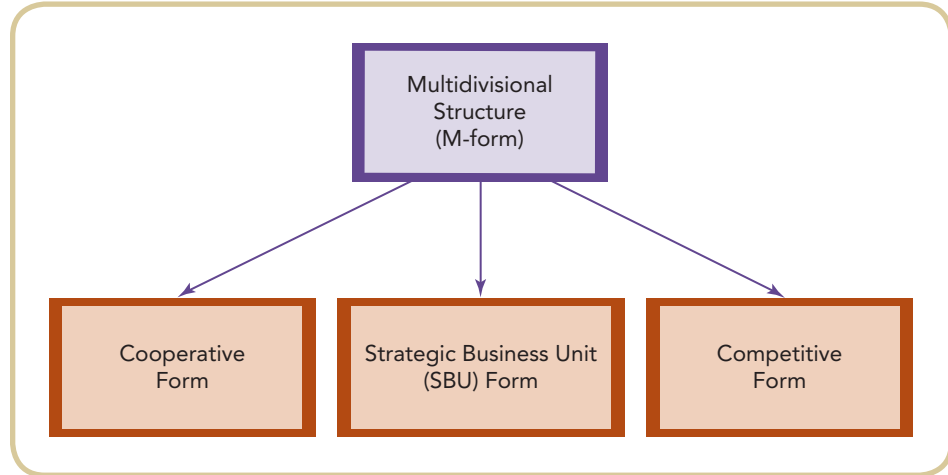 Multidivisional
Structure
(M-form)
Cooperative
Form
Strategic Business Unit
(SBU) Form
Competitive
Form